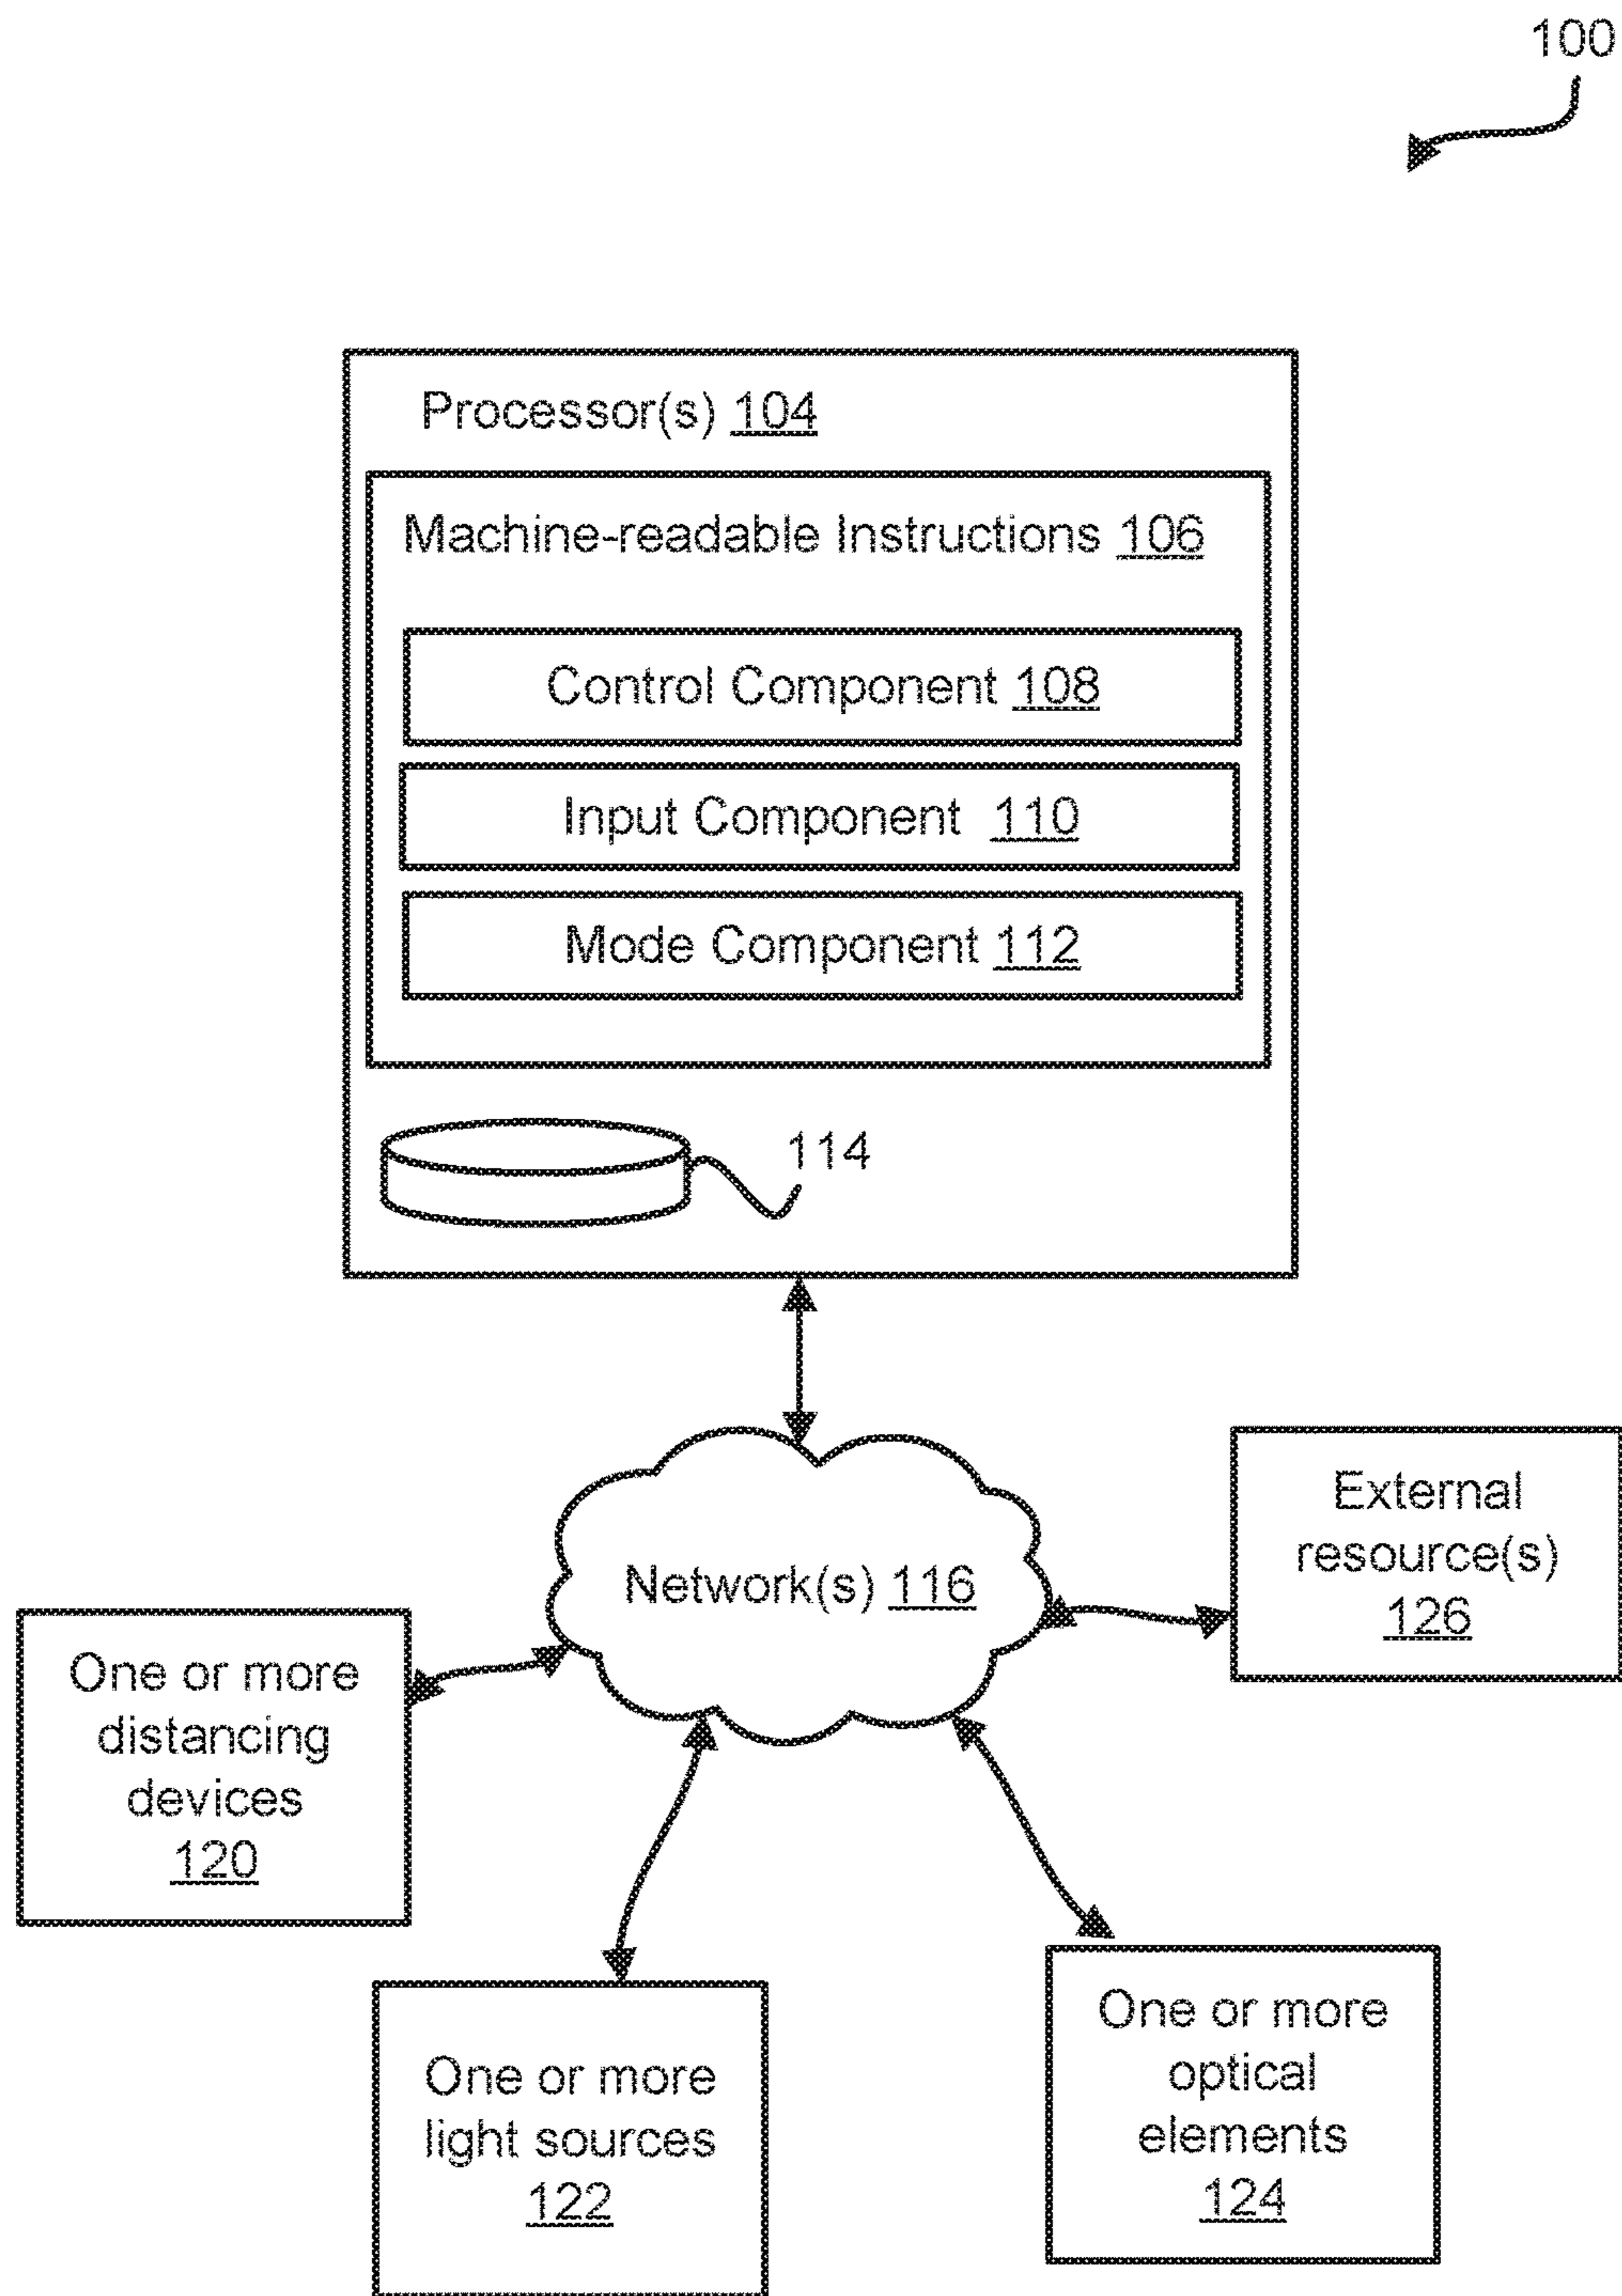 100
Processor(s) 104
Machine-readable Instructions 106
Control Component 108
Input Component 110
Mode Component 112
114
Network(s) 116
External
resource(s)
126
One or more
distancing
devices
120
One or more
light sources
122
One or more
optical
elements
124